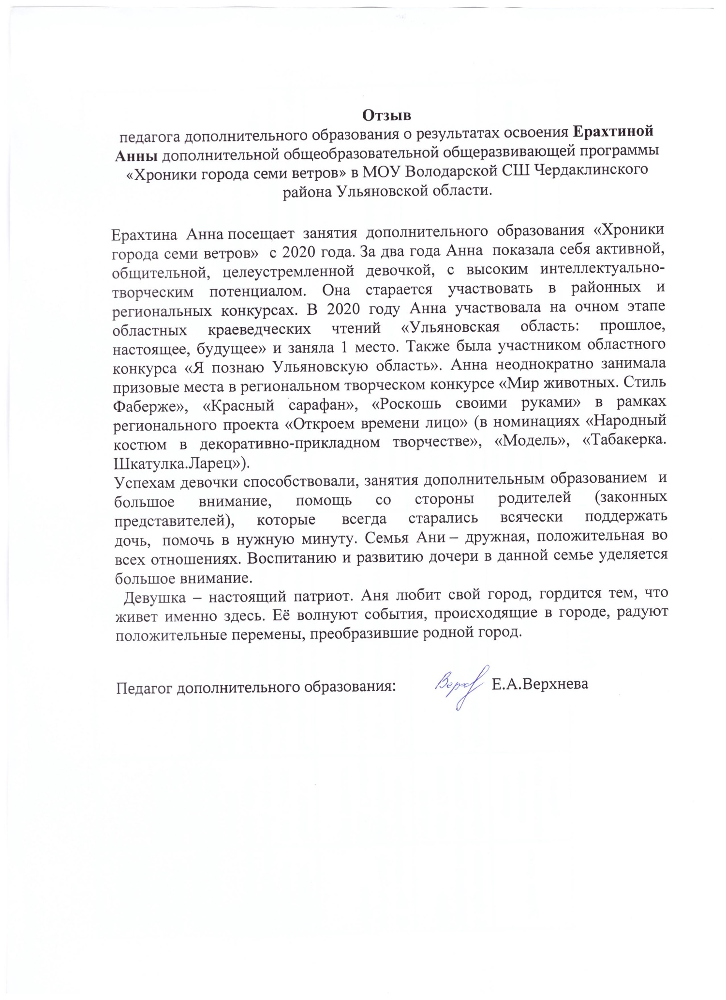 Отзыв
педагога дополнительного образования о результатах освоения Ерахтиной
Анны дополнительной общеобразовательной общеразвивающей программы
«Хроники города семи ветров» в МОУ Володарской СШ Чердаклинского
района Ульяновской области.
Ерахтина Анна посещает занятия дополнительного образования «Хроники
города семи ветров» с 2020 года. За два года Анна показала себя активной,
общительной, целеустремленной девочкой, с высоким интеллектуально-
творческим потенциалом. Она старается участвовать в районных и
региональных конкурсах. В 2020 году Анна участвовала на очном этапе
областных краеведческих чтений «Ульяновская область: прошлое,
настоящее, будущее» и заняла 1 место. Также была участником областного
конкурса «Я познаю Ульяновскую область». Анна неоднократно занимала
призовые места в региональном творческом конкурсе «Мир животных. Стиль
Фаберже», «Красный сарафан», «Роскошь своими руками» в рамках
регионального проекта «Откроем времени лицо» (в номинациях «Народный
костюм в декоративно-прикладном творчестве», «Модель», «Табакерка.
Шкатулка.Ларец»).
Успехам девочки способствовали, занятия дополнительным образованием и
большое внимание, помощь со стороны родителей (законных
представителей), которые всегда старались всячески поддержать
дочь, помочь в нужную минуту. Семья Ани – дружная, положительная во
всех отношениях. Воспитанию и развитию дочери в данной семье уделяется
большое внимание.
Девушка – настоящий патриот. Аня любит свой город, гордится тем, что
живет именно здесь. Её волнуют события, происходящие в городе, радуют
положительные перемены, преобразившие родной город.
Педагог дополнительного образования: Е.А.Верхнева